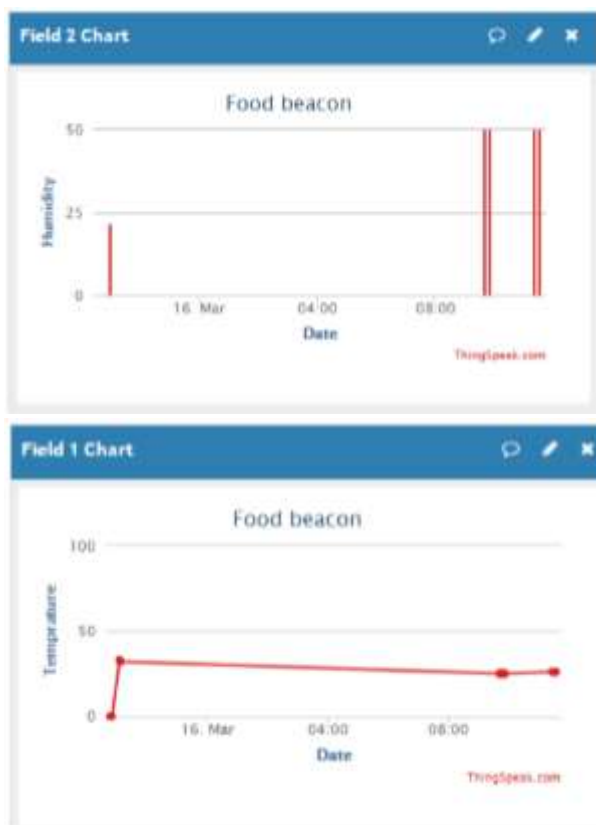 Field 2 Chart
Food beacon
50
25
0
Humidity
16. Mar
04:00
08:00
Date
ThingSpeak.com
Field 1 Chart
Food beacon
100
50
0
Temprature
16. Mar
04:00
08:00
Date
ThingSpeak.com